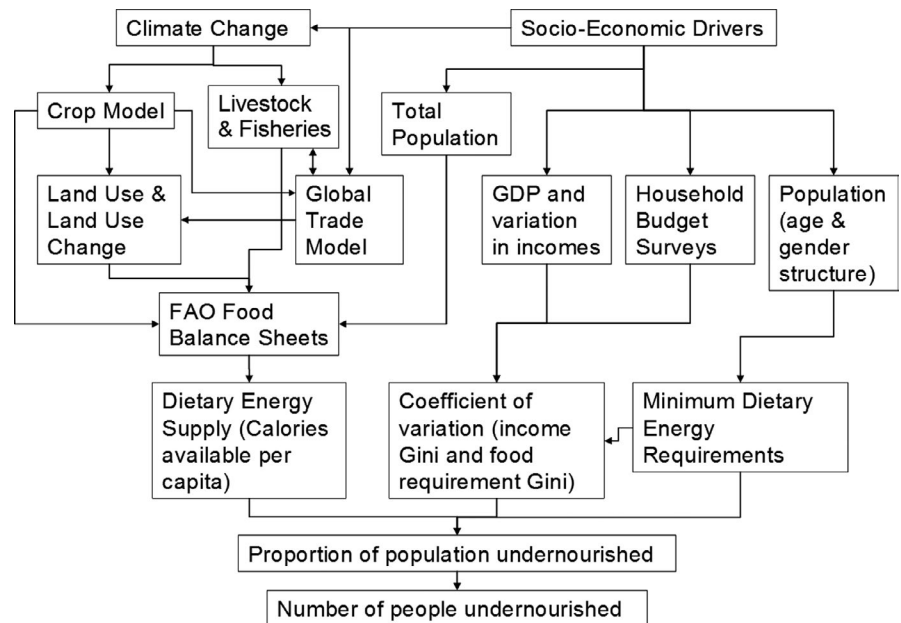 Climate Change
Socio-Economic Drivers
Crop Model
Livestock
& Fisheries
Total
Population
Land Use &
Land Use
Change
Global
Trade
Model
GDP and
variation
in incomes
Household
Budget
Surveys
Population
(age &
gender
structure)
FAO Food
Balance Sheets
Dietary Energy
Supply (Calories
available per
capita)
Coefficient of
variation (income
Gini and food
requirement Gini)
Minimum Dietary
Energy
Requirements
Proportion of population undernourished
Number of people undernourished